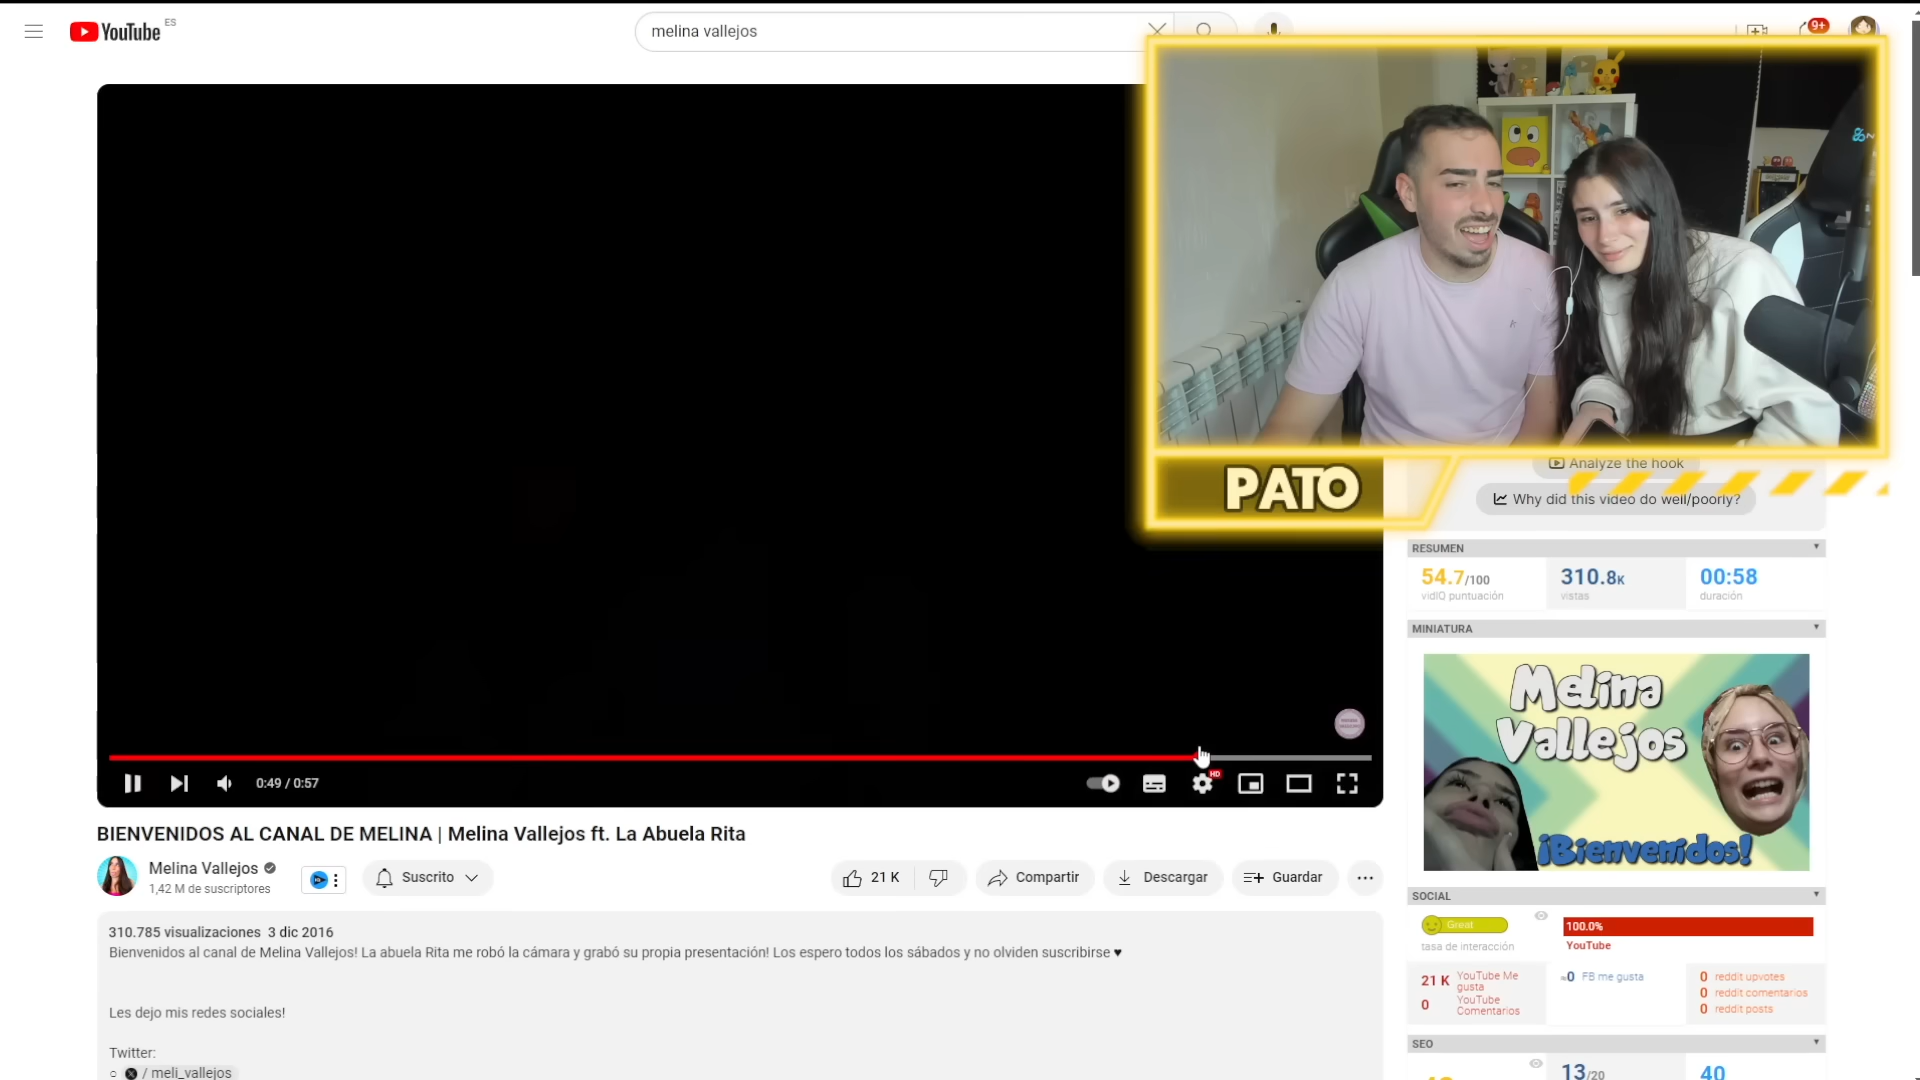 YouTube ES
melina vallejos
9+
PATO
0:49 / 0:57
HD
BIENVENIDOS AL CANAL DE MELINA | Melina Vallejos ft. La Abuela Rita
Melina Vallejos
1,42 M de suscriptores
Suscrito
21 K
Compartir
Descargar
Guardar
310.785 visualizaciones 3 dic 2016
Bienvenidos al canal de Melina Vallejos! La abuela Rita me robó la cámara y grabó su propia presentación! Los espero todos los sábados y no olviden suscribirse ♥
Les dejo mis redes sociales!
Twitter:
○ / meli_vallejos
Analyze the hook
Why did this video do well/poorly?
RESUMEN
54.7/100
vidIQ puntuación
310.8K
vistas
00:58
duración
MINIATURA
Melina
Vallejos
¡Bienvenidos!
SOCIAL
Great
tasa de interacción
100.0%
YouTube
21 K YouTube Me gusta
0 YouTube Comentarios
0 FB me gusta
0 reddit upvotes
0 reddit comentarios
0 reddit posts
SEO
13/20
40